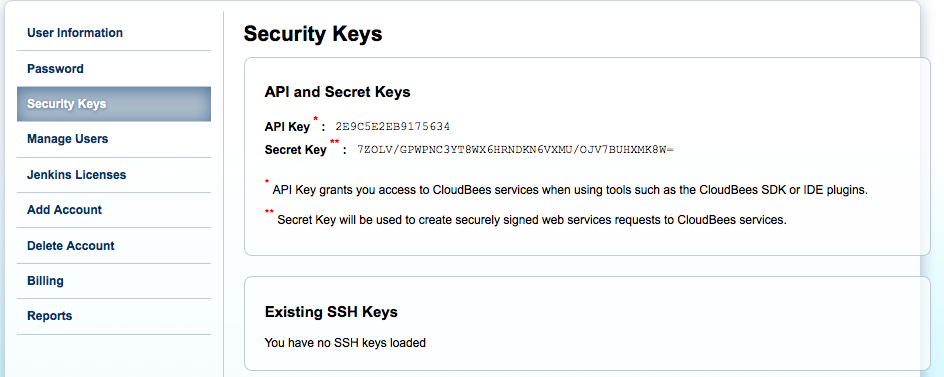 User Information
Password
Security Keys
Manage Users
Jenkins Licenses
Add Account
Delete Account
Billing
Reports
Security Keys
API and Secret Keys
API Key * : 2E9C5E2EB9175634
Secret Key ** : 7ZOLV/GPWPNC3YT8WX6HRNDKN6VXMU/OJV7BUHXMK8W=
* API Key grants you access to CloudBees services when using tools such as the CloudBees SDK or IDE plugins.
** Secret Key will be used to create securely signed web services requests to CloudBees services.
Existing SSH Keys
You have no SSH keys loaded